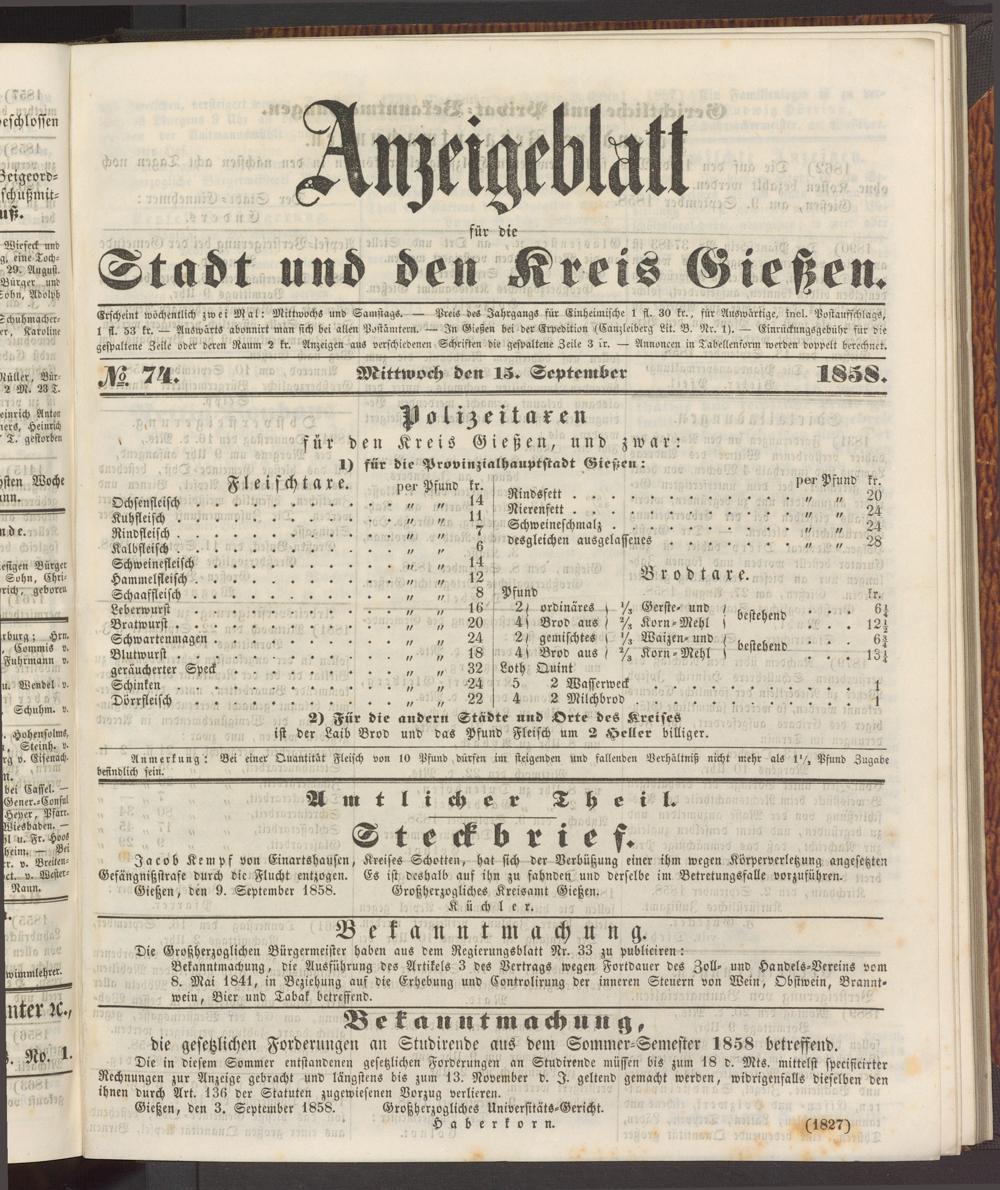 Anzeigeblatt
für die
Stadt und den Kreis Gießen.
Erscheint wöchentlich zwei Mal: Mittwochs und Samstags. — Preis des Jahrgangs für Einheimische 1 fl. 30 kr., für Auswärtige, incl. Postaufschlags,
1 fl. 53 kr. — Auswärts abonnirt man sich bei allen Postämtern. — In Gießen bei der Expedition (Canzleiberg Lit. B. Nr. 1). — Einrückungsgebühr für die
gespaltene Zeile oder deren Raum 2 kr. Anzeigen aus verschiedenen Schriften die gespaltene Zeile 3 kr. — Annoncen in Tabellenform werden doppelt berechnet.
No 74. Mittwoch den 15. September 1858.
Polizeitaxen
für den Kreis Gießen, und zwar:
1) für die Provinzialhauptstadt Gießen:
Fleischtaxe. per Pfund kr.
Ochsenfleisch . . . " " 14
Kuhfleisch . . . " " 11
Rindfleisch . . . " " 7
Kalbfleisch . . . " " 6
Schweinefleisch . . . " " 14
Hammelfleisch . . . " " 12
Schaaffleisch . . . " " 8
Leberwurst . . . " " 16
Bratwurst . . . " " 20
Schwartenmagen . . . " " 24
Blutwurst . . . " " 18
geräucherter Speck . . . " " 32
Schinken . . . " " 24
Dörrfleisch . . . " " 22
per Pfund kr.
Rindsfett . . . " " 20
Nierenfett . . . " " 24
Schweineschmalz . . . " " 24
desgleichen ausgelassenes " " 28
Brodtaxe.
Pfund kr.
2 } ordinäres { 1/3 Gerste- und } bestehend . . . 6 1/4
4 } Brod aus { 2/3 Korn-Mehl } . . . 12 1/2
2 } gemischtes { 1/3 Waizen- und } bestehend . . . 6 3/4
4 } Brod aus { 2/3 Korn-Mehl } . . . 13 1/2
Loth Quint
5 2 Wasserweck . . . 1
4 2 Milchbrod . . . 1
2) Für die andern Städte und Orte des Kreises
ist der Laib Brod und das Pfund Fleisch um 2 Heller billiger.
Anmerkung: Bei einer Quantität Fleisch von 10 Pfund dürfen im steigenden und fallenden Verhältniß nicht mehr als 1 1/2 Pfund Zugabe
befindlich sein.
Amtlicher Theil.
Steckbrief.
Jacob Kempf von Einartshausen, Kreises Schotten, hat sich der Verbüßung einer ihm wegen Körperverletzung angesetzten
Gefängnißstrafe durch die Flucht entzogen. Es ist deshalb auf ihn zu fahnden und derselbe im Betretungsfalle vorzuführen.
Gießen, den 9. September 1858. Großherzogliches Kreisamt Gießen.
Küchler.
Bekanntmachung.
Die Großherzoglichen Bürgermeister haben aus dem Regierungsblatt Nr. 33 zu publiciren:
Bekanntmachung, die Ausführung des Artikels 3 des Vertrags wegen Fortdauer des Zoll- und Handels-Vereins vom
8. Mai 1841, in Beziehung auf die Erhebung und Controlirung der inneren Steuern von Wein, Obstwein, Brannt-
wein, Bier und Tabak betreffend.
Bekanntmachung,
die gesetzlichen Forderungen an Studirende aus dem Sommer-Semester 1858 betreffend.
Die in diesem Sommer entstandenen gesetzlichen Forderungen an Studirende müssen bis zum 18 d. Mts. mittelst specificirter
Rechnungen zur Anzeige gebracht und längstens bis zum 13. November d. J. geltend gemacht werden, widrigenfalls dieselben den
ihnen durch Art. 136 der Statuten zugewiesenen Vorzug verlieren.
Gießen, den 3. September 1858. Großherzogliches Universitäts-Gericht.
Haberkorn.
(1827)